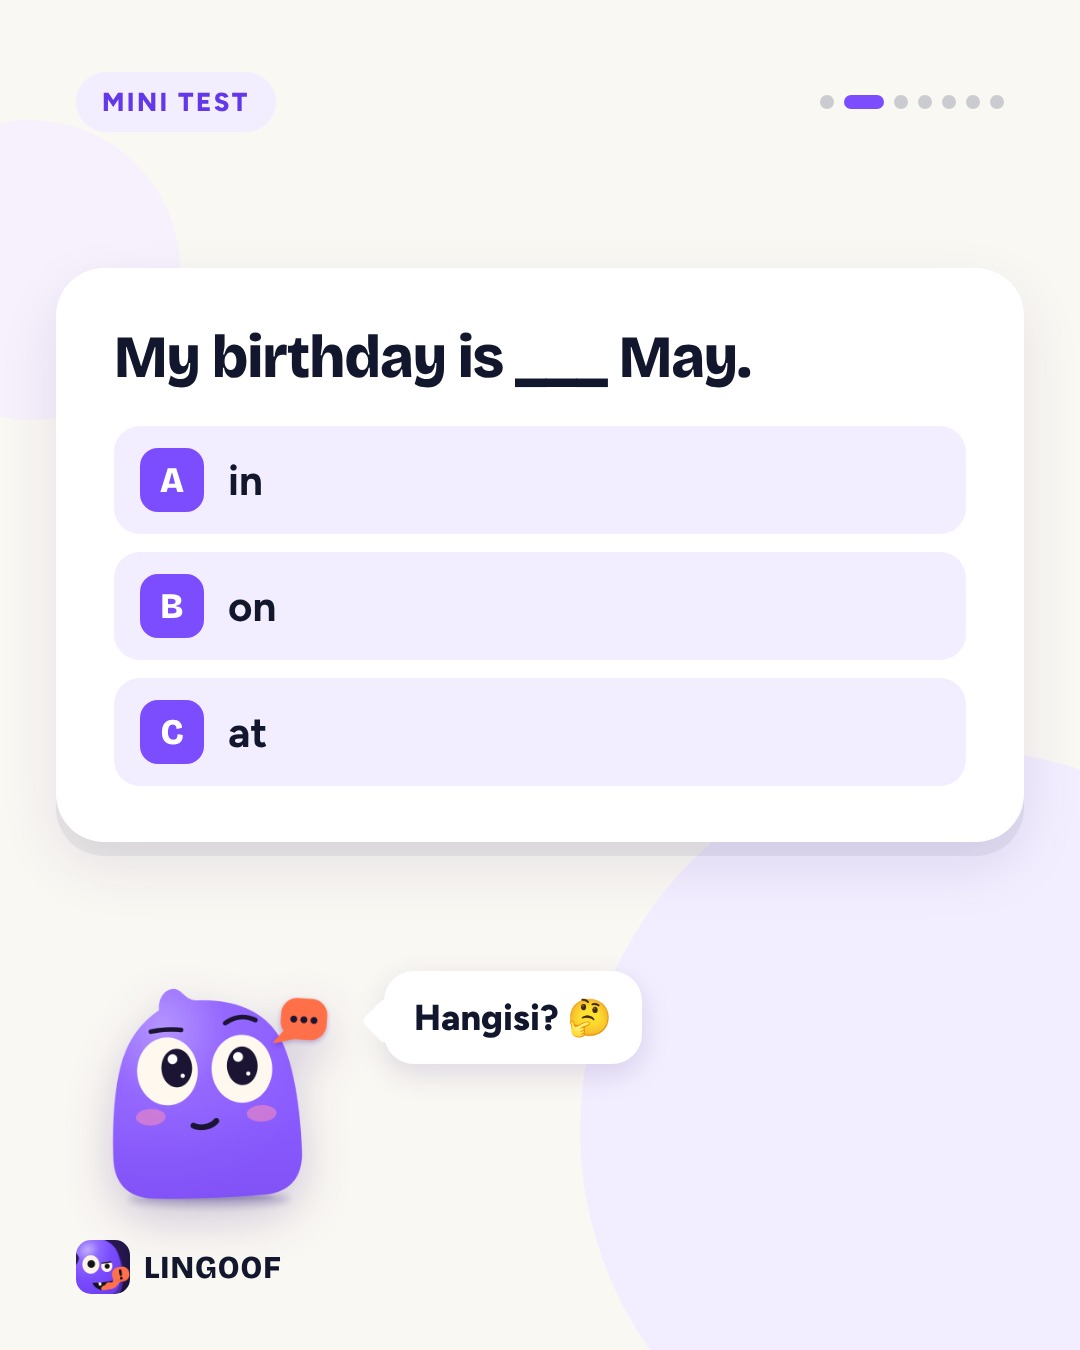 MINI TEST
My birthday is ___ May.
A in
B on
C at
Hangisi? 🤔
LINGOOF